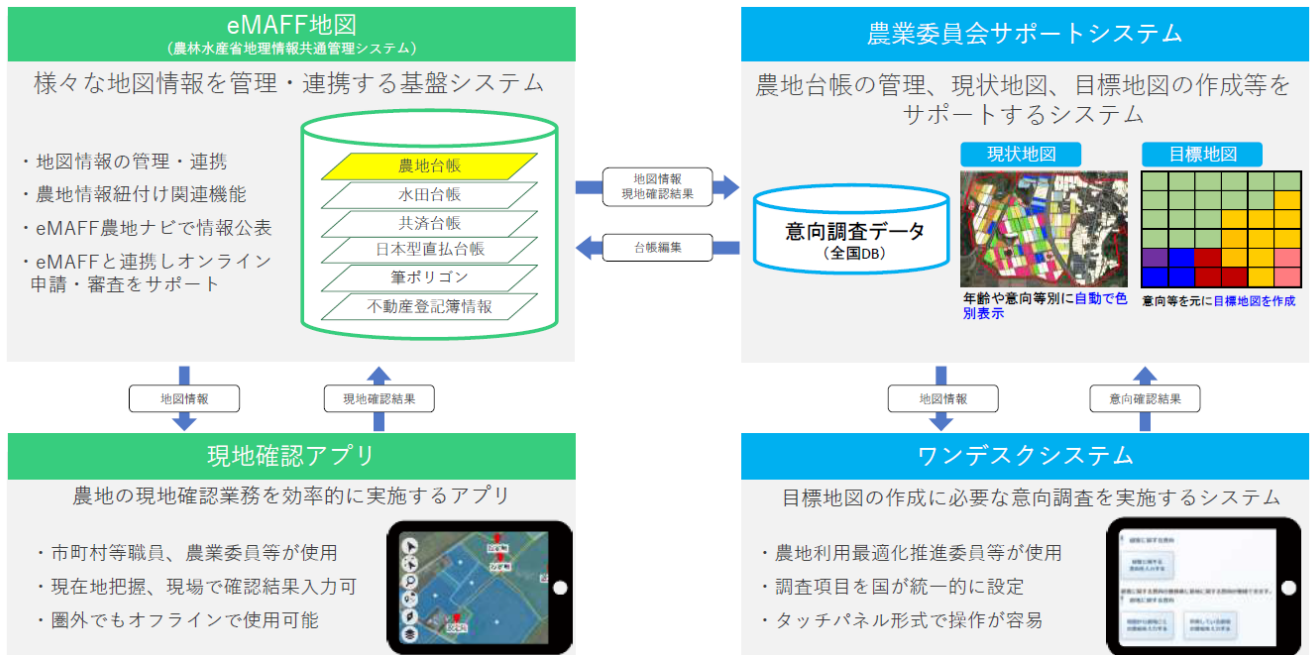 eMAFF地図
（農林水産省地理情報共通管理システム）
様々な地図情報を管理・連携する基盤システム
・地図情報の管理・連携
・農地情報紐付け関連機能
・eMAFF農地ナビで情報公表
・eMAFFと連携しオンライン
申請・審査をサポート
農地台帳
水田台帳
共済台帳
日本型直払台帳
筆ポリゴン
不動産登記簿情報
地図情報
現地確認結果
台帳編集
農業委員会サポートシステム
農地台帳の管理、現状地図、目標地図の作成等を
サポートするシステム
意向調査データ
（全国DB）
現状地図
年齢や意向等別に自動で色
別表示
目標地図
意向等を元に目標地図を作成
地図情報
現地確認結果
地図情報
意向確認結果
現地確認アプリ
農地の現地確認業務を効率的に実施するアプリ
・市町村等職員、農業委員等が使用
・現在地把握、現場で確認結果入力可
・圏外でもオフラインで使用可能
ワンデスクシステム
目標地図の作成に必要な意向調査を実施するシステム
・農地利用最適化推進委員等が使用
・調査項目を国が統一的に設定
・タッチパネル形式で操作が容易